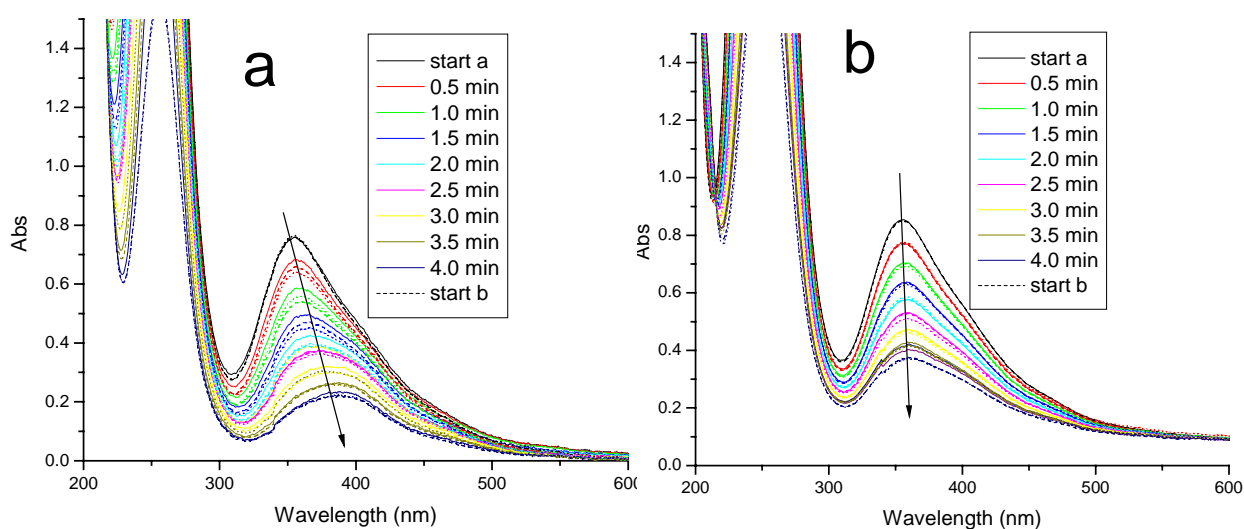 a
start a
0.5 min
1.0 min
1.5 min
2.0 min
2.5 min
3.0 min
3.5 min
4.0 min
start b
1.4
1.2
1.0
0.8
0.6
0.4
0.2
0.0
Abs
200 300 400 500 600
Wavelength (nm)
b
start a
0.5 min
1.0 min
1.5 min
2.0 min
2.5 min
3.0 min
3.5 min
4.0 min
start b
1.4
1.2
1.0
0.8
0.6
0.4
0.2
0.0
Abs
200 300 400 500 600
Wavelength (nm)